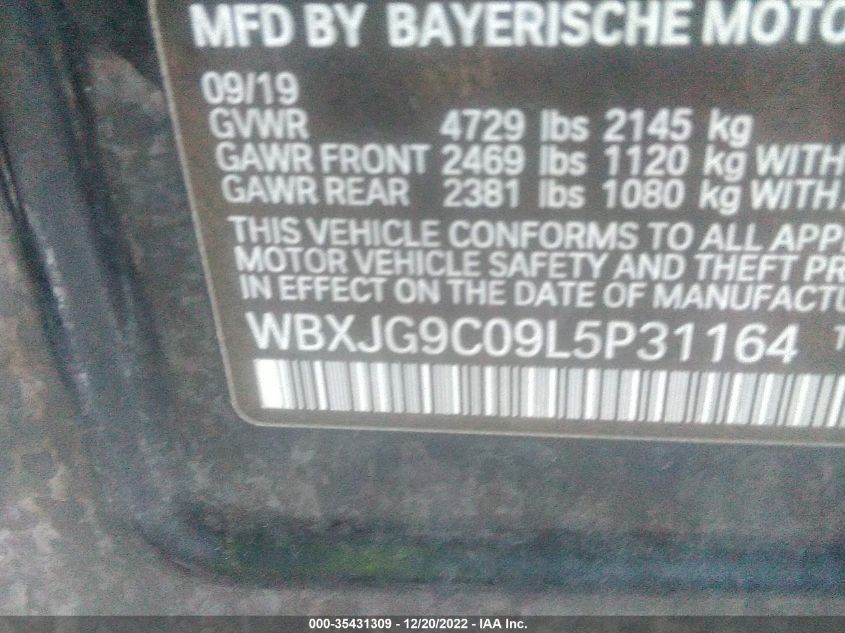 MFD BY BAYERISCHE MOTO
09/19
GVWR 4729 lbs 2145 kg
GAWR FRONT 2469 lbs 1120 kg WITH
GAWR REAR 2381 lbs 1080 kg WITH
THIS VEHICLE CONFORMS TO ALL APP
MOTOR VEHICLE SAFETY AND THEFT PR
IN EFFECT ON THE DATE OF MANUFACTU
WBXJG9C09L5P31164 T
000-35431309 - 12/20/2022 - IAA Inc.